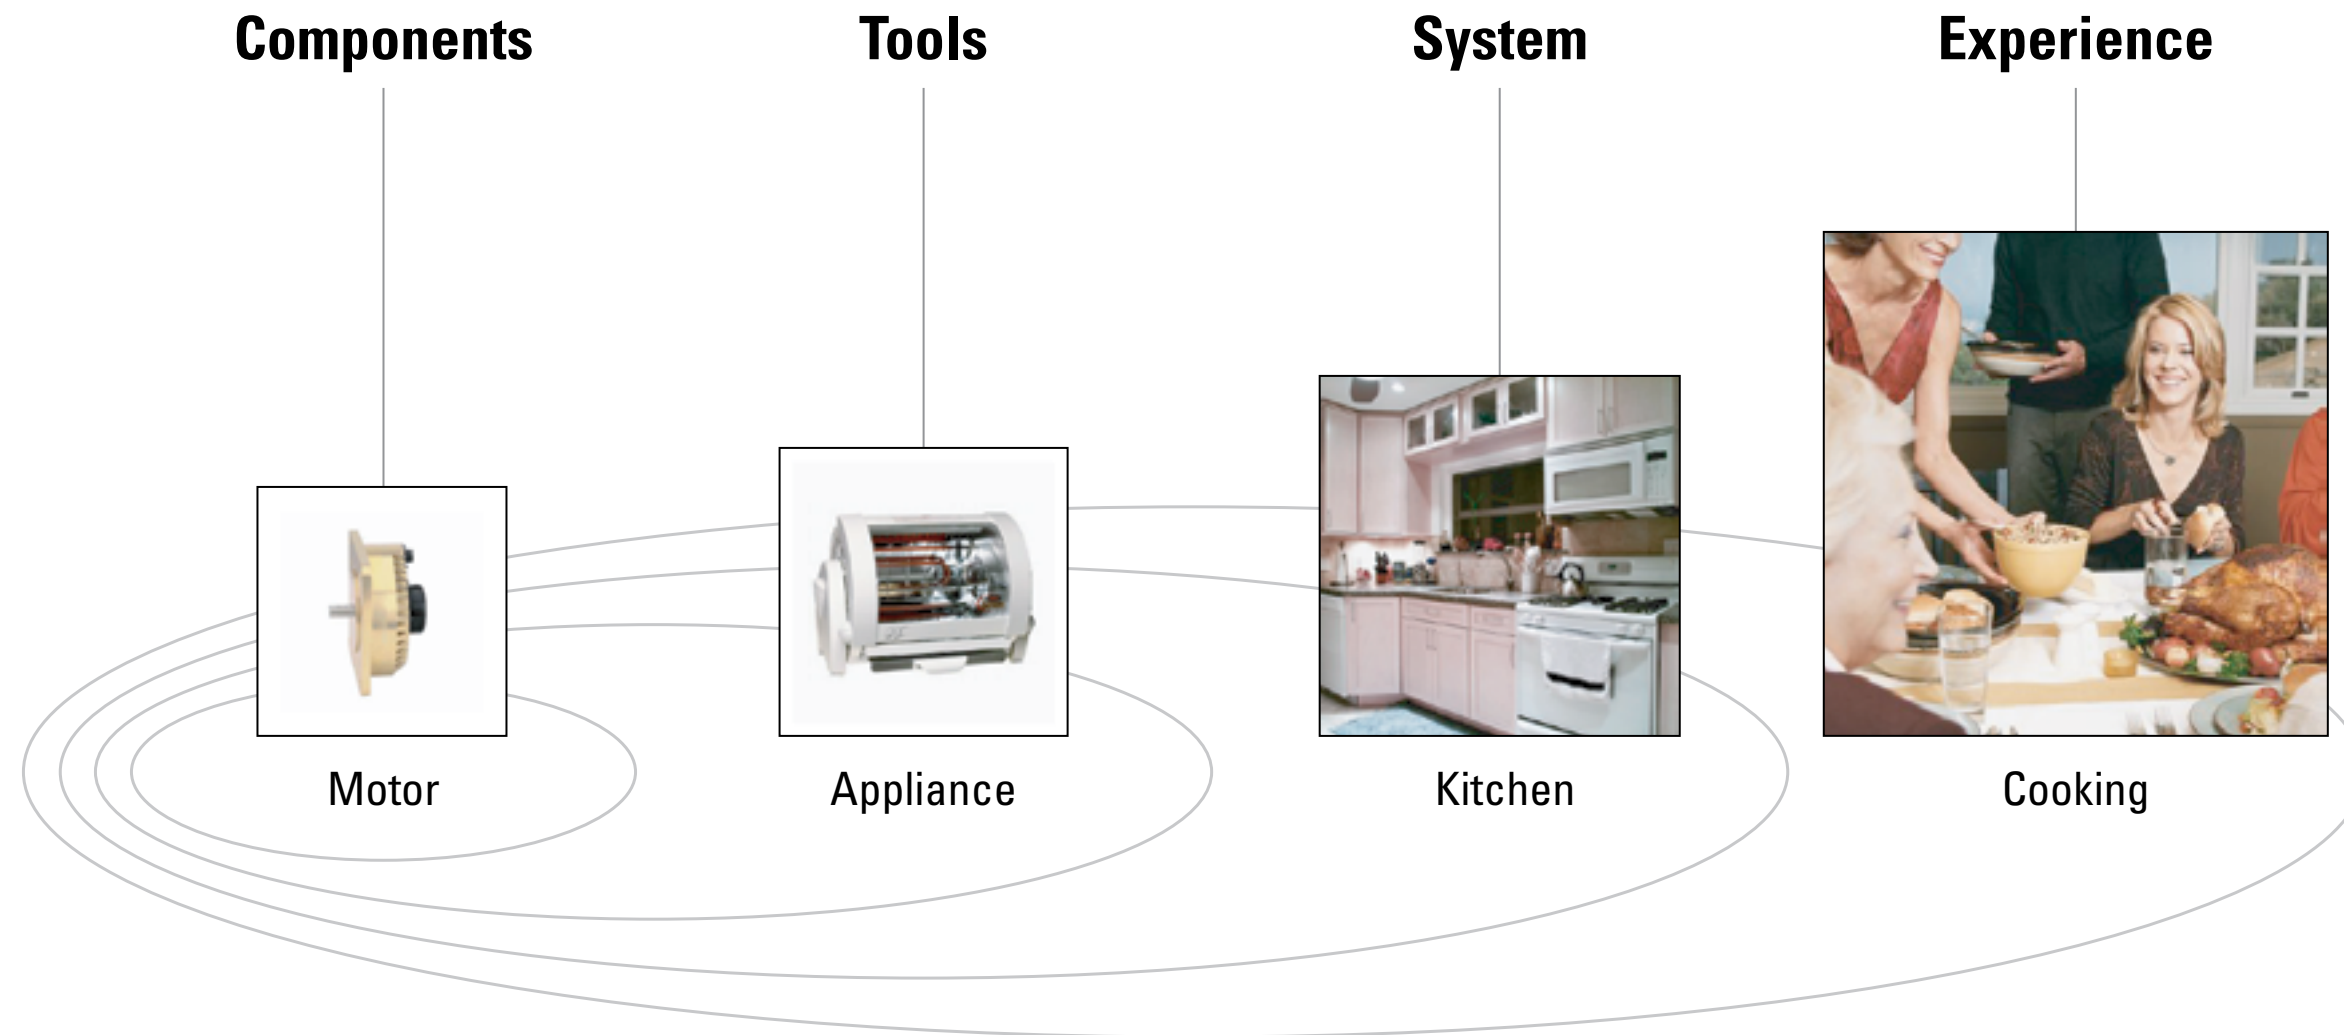 Components
Tools
System
Experience
Motor
Appliance
Kitchen
Cooking